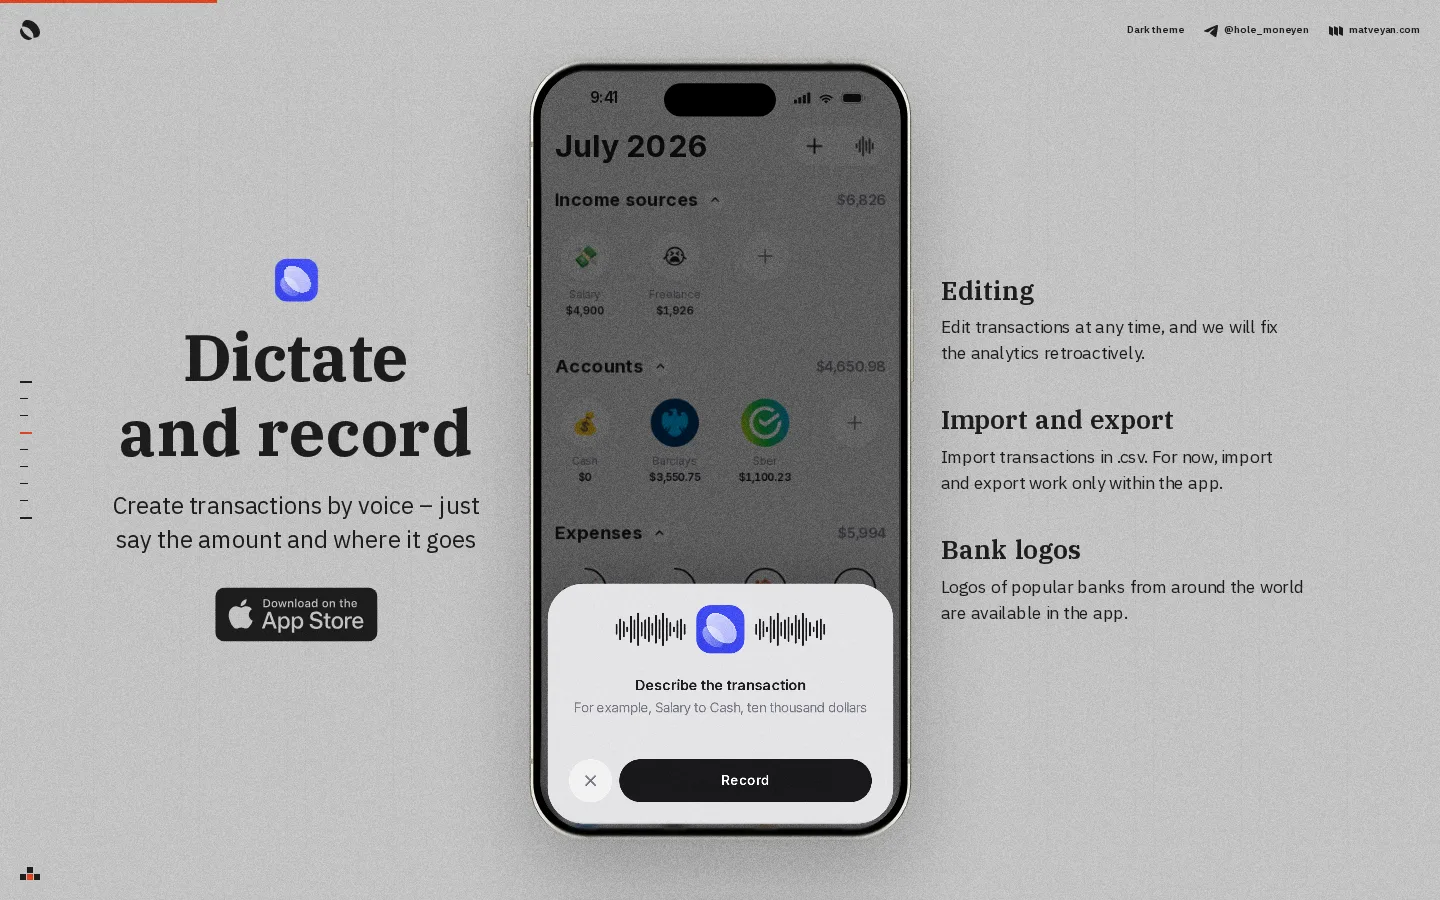 Dark theme
@hole_moneyen
matveyan.com
Dictate
and record
Create transactions by voice – just
say the amount and where it goes
Download on the
App Store
9:41
July 2026
Income sources
$6,826
Salary
Freelance
$4,900
$1,926
Accounts
$4,650.98
Cash
Barclays
Sber
$0
$3,550.75
$1,100.23
Expenses
$5,994
Describe the transaction
For example, Salary to Cash, ten thousand dollars
Record
Editing
Edit transactions at any time, and we will fix
the analytics retroactively.
Import and export
Import transactions in .csv. For now, import
and export work only within the app.
Bank logos
Logos of popular banks from around the world
are available in the app.